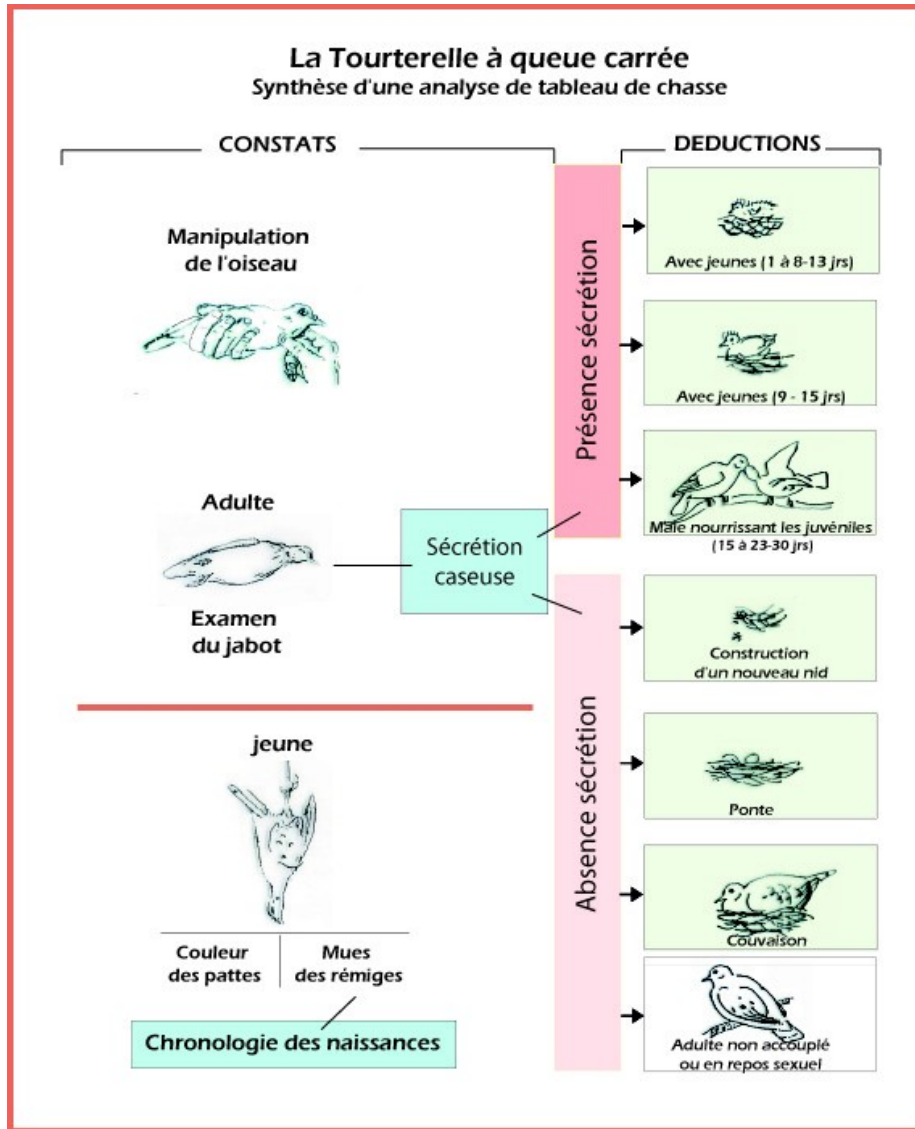 La Tourterelle à queue carrée
Synthèse d'une analyse de tableau de chasse
CONSTATS
DEDUCTIONS
Manipulation
de l'oiseau
Adulte
Examen
du jabot
Sécrétion
caseuse
jeune
Couleur
des pattes
Mues
des rémiges
Chronologie des naissances
Présence sécrétion
Absence sécrétion
Avec jeunes (1 à 8-13 jrs)
Avec jeunes (9 - 15 jrs)
Male nourrissant les juvéniles
(15 à 23-30 jrs)
Construction
d'un nouveau nid
Ponte
Couvaison
Adulte non accouplé
ou en repos sexuel